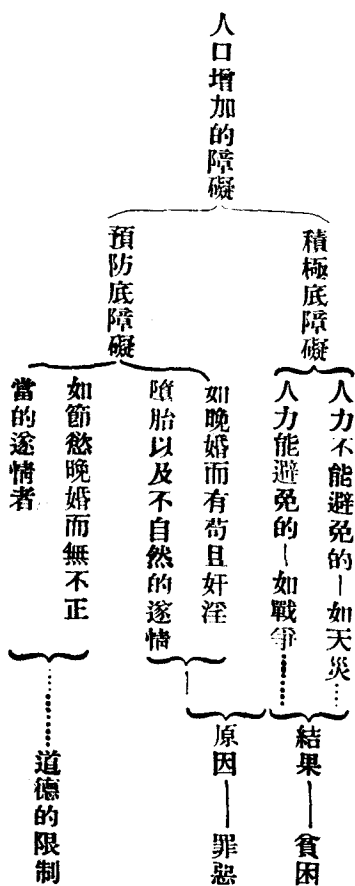 人口增加的障礙
積極底障礙
預防底障礙
人力不能避免的—如天災……
人力能避免的—如戰爭……
如晚婚而有苟且奸淫
墮胎以及不自然的遂情
如節慾晚婚而無不正
當的遂情者
結果——貧困
原因——罪惡
……道德的限制